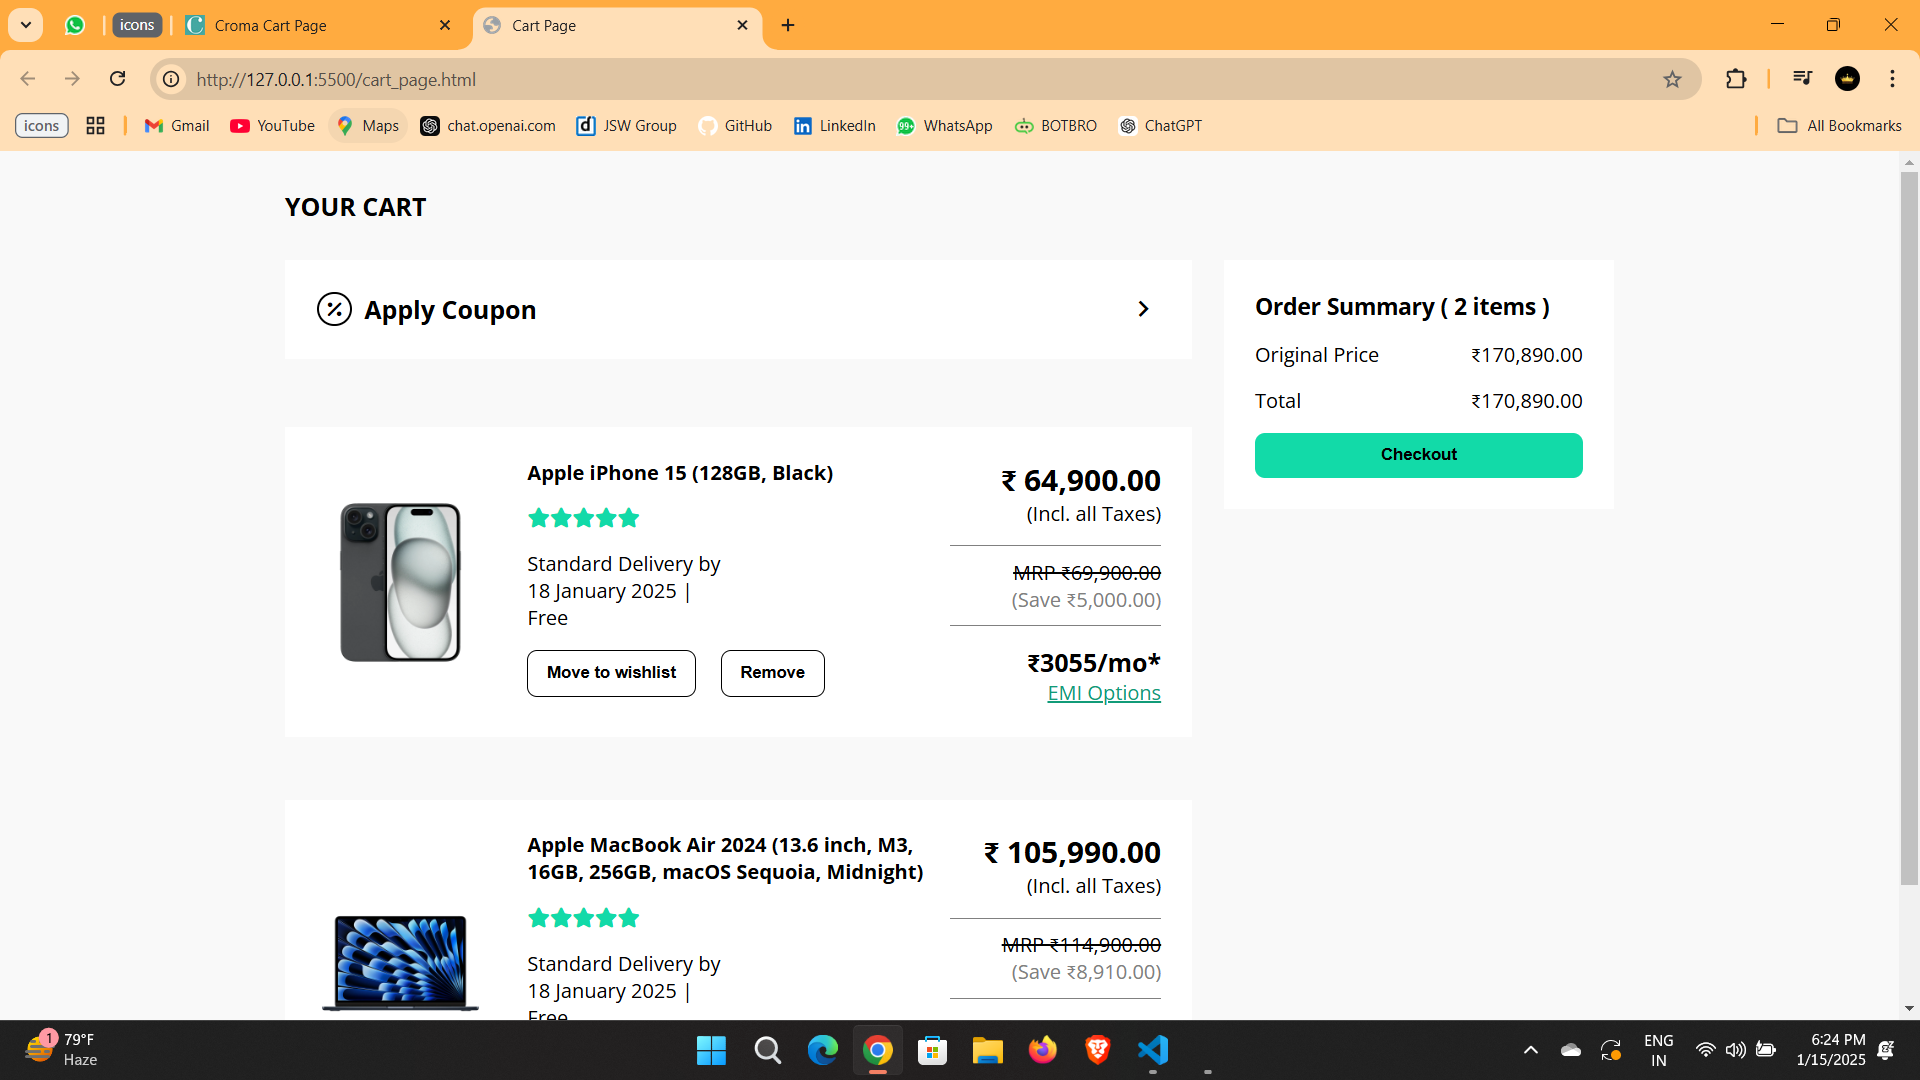 icons
Croma Cart Page
Cart Page
http://127.0.0.1:5500/cart_page.html
icons
Gmail
YouTube
Maps
chat.openai.com
JSW Group
GitHub
LinkedIn
99+
WhatsApp
BOTBRO
ChatGPT
All Bookmarks
YOUR CART
Apply Coupon
Order Summary ( 2 items )
Original Price ₹170,890.00
Total ₹170,890.00
Checkout
Apple iPhone 15 (128GB, Black)
Standard Delivery by
18 January 2025 |
Free
Move to wishlist
Remove
₹ 64,900.00
(Incl. all Taxes)
MRP ₹69,900.00
(Save ₹5,000.00)
₹3055/mo*
EMI Options
Apple MacBook Air 2024 (13.6 inch, M3,
16GB, 256GB, macOS Sequoia, Midnight)
Standard Delivery by
18 January 2025 |
Free
₹ 105,990.00
(Incl. all Taxes)
MRP ₹114,900.00
(Save ₹8,910.00)
1
79°F
Haze
ENG
IN
6:24 PM
1/15/2025